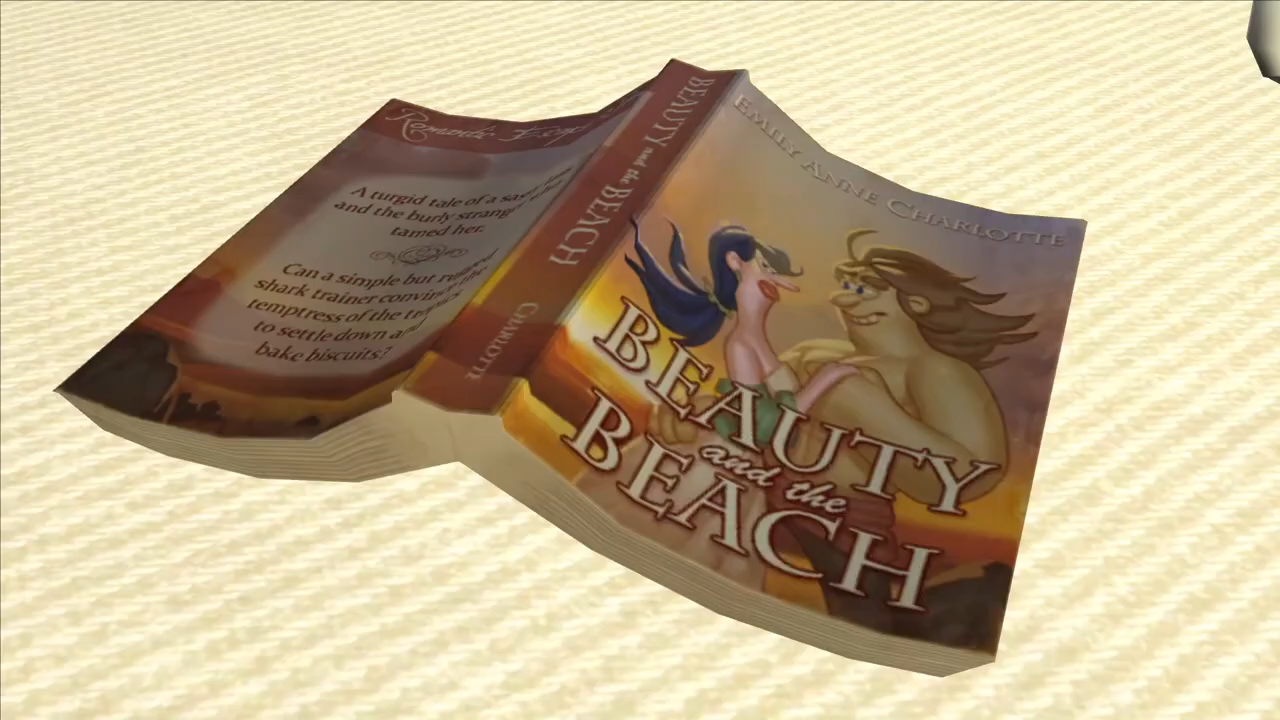 Romantic
A turgid tale of a
and the burly
tamed her.
Can a simple but
shark trainer
temptress of the
to settle down
bake biscuits?
BEAUTY and the BEACH
CHARLOTTE
EMILY ANNE CHARLOTTE
BEAUTY
and the
BEACH